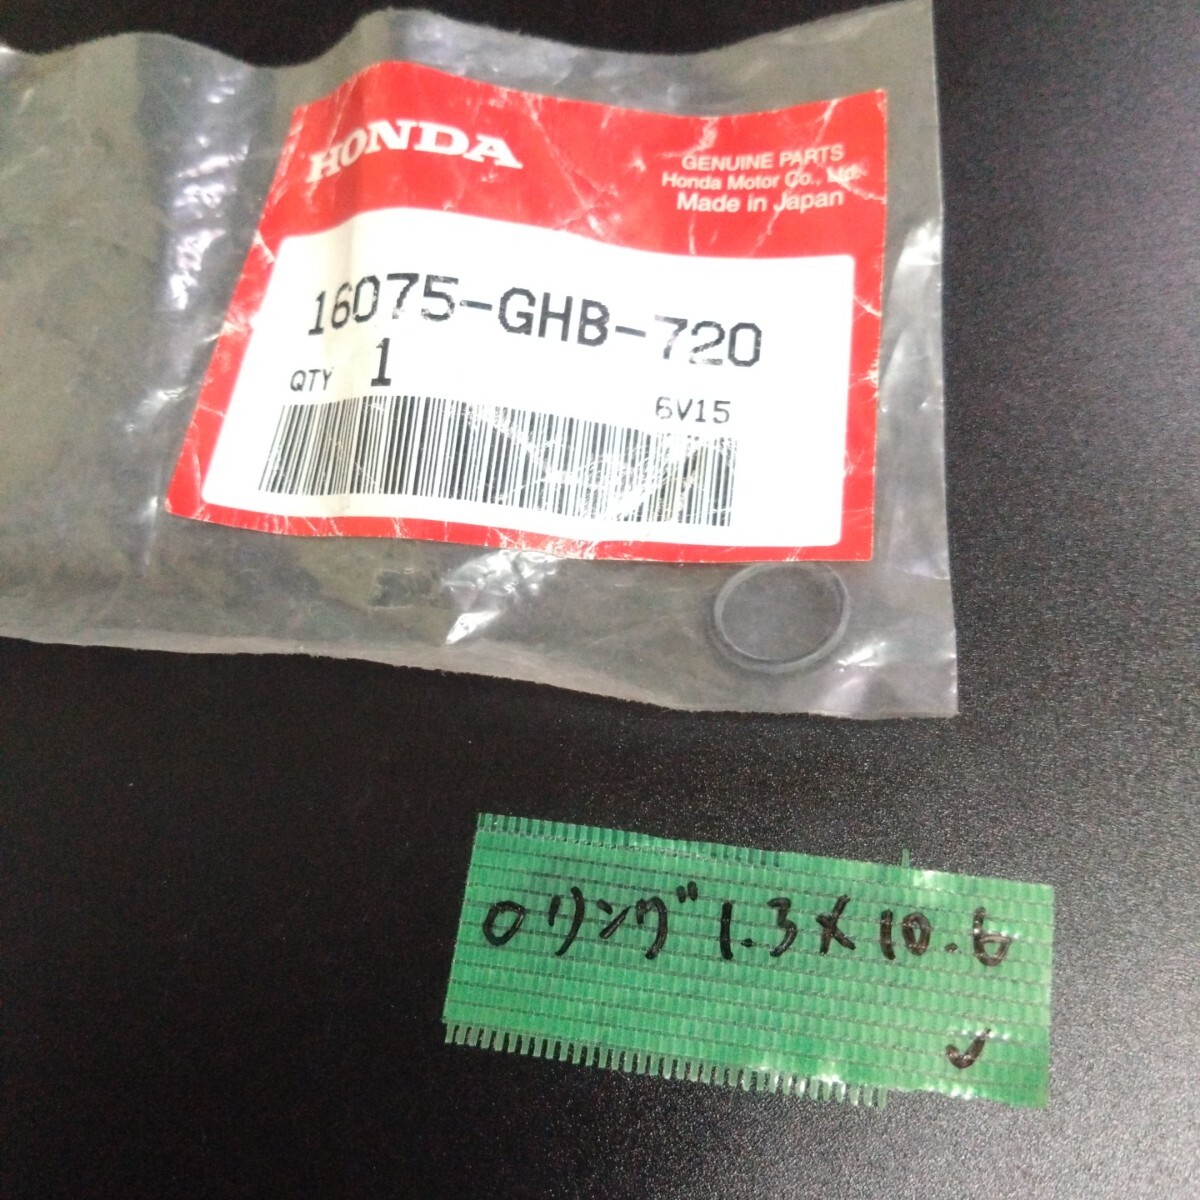 HONDA
GENUINE PARTS
Honda Motor Co., Ltd.
Made in Japan
16075-GHB-720
QTY 1
6V15
Oリング 1.3×10.6